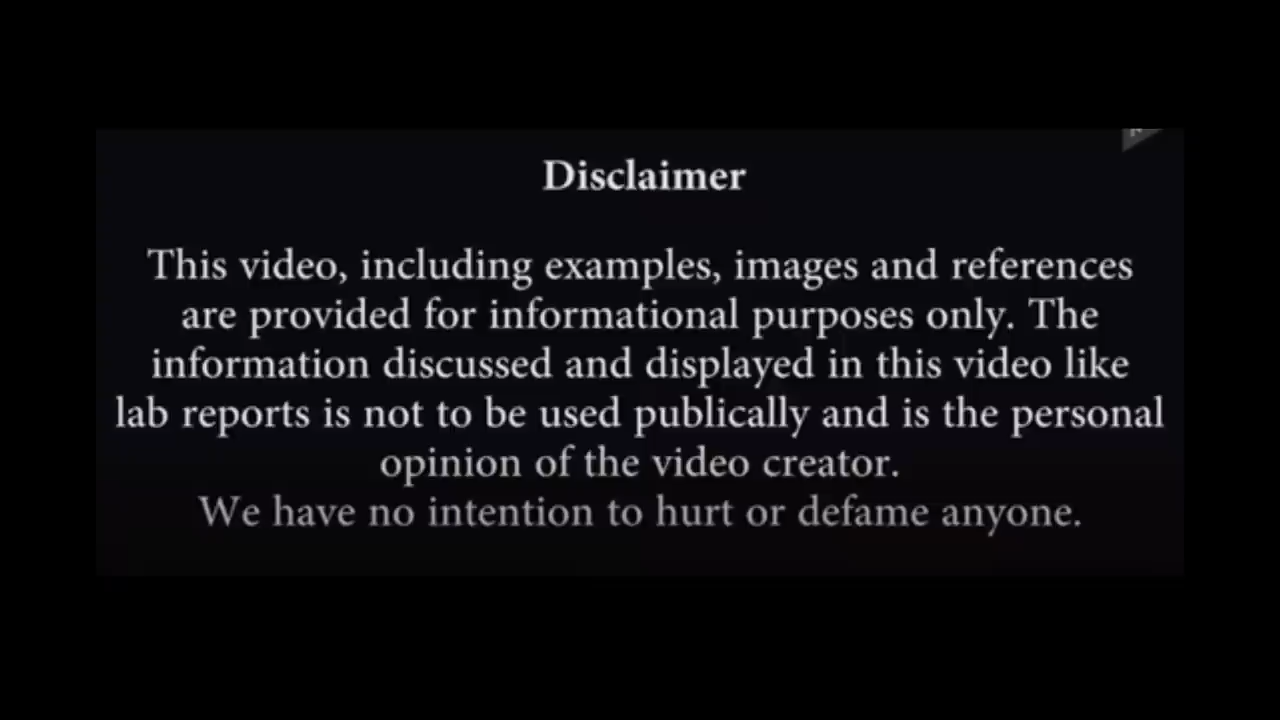 Disclaimer
This video, including examples, images and references
are provided for informational purposes only. The
information discussed and displayed in this video like
lab reports is not to be used publically and is the personal
opinion of the video creator.
We have no intention to hurt or defame anyone.